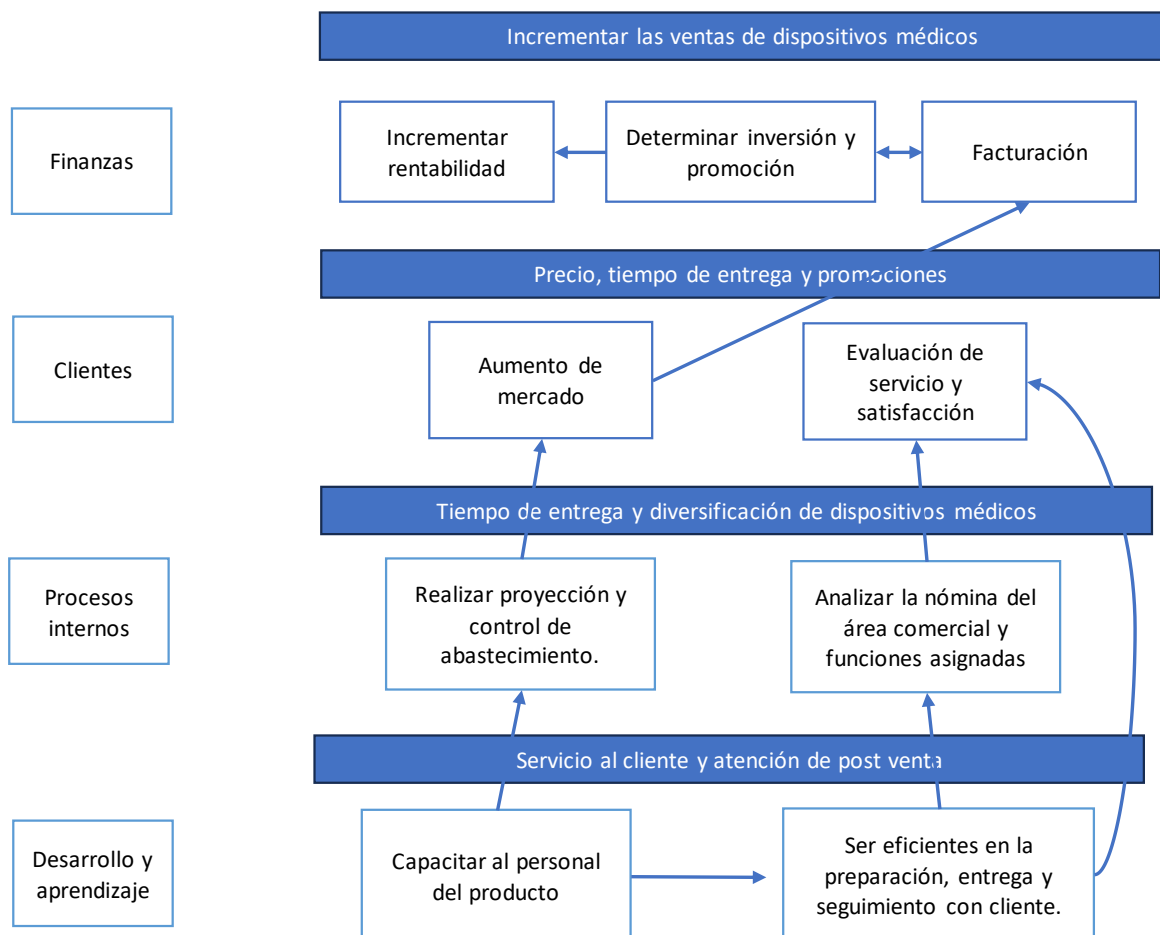 Incrementar las ventas de dispositivos médicos
Finanzas
Incrementar
rentabilidad
Determinar inversión y
promoción
Facturación
Precio, tiempo de entrega y promociones
Clientes
Aumento de
mercado
Evaluación de
servicio y
satisfacción
Tiempo de entrega y diversificación de dispositivos médicos
Procesos
internos
Realizar proyección y
control de
abastecimiento.
Analizar la nómina del
área comercial y
funciones asignadas
Servicio al cliente y atención de post venta
Desarrollo y
aprendizaje
Capacitar al personal
del producto
Ser eficientes en la
preparación, entrega y
seguimiento con cliente.